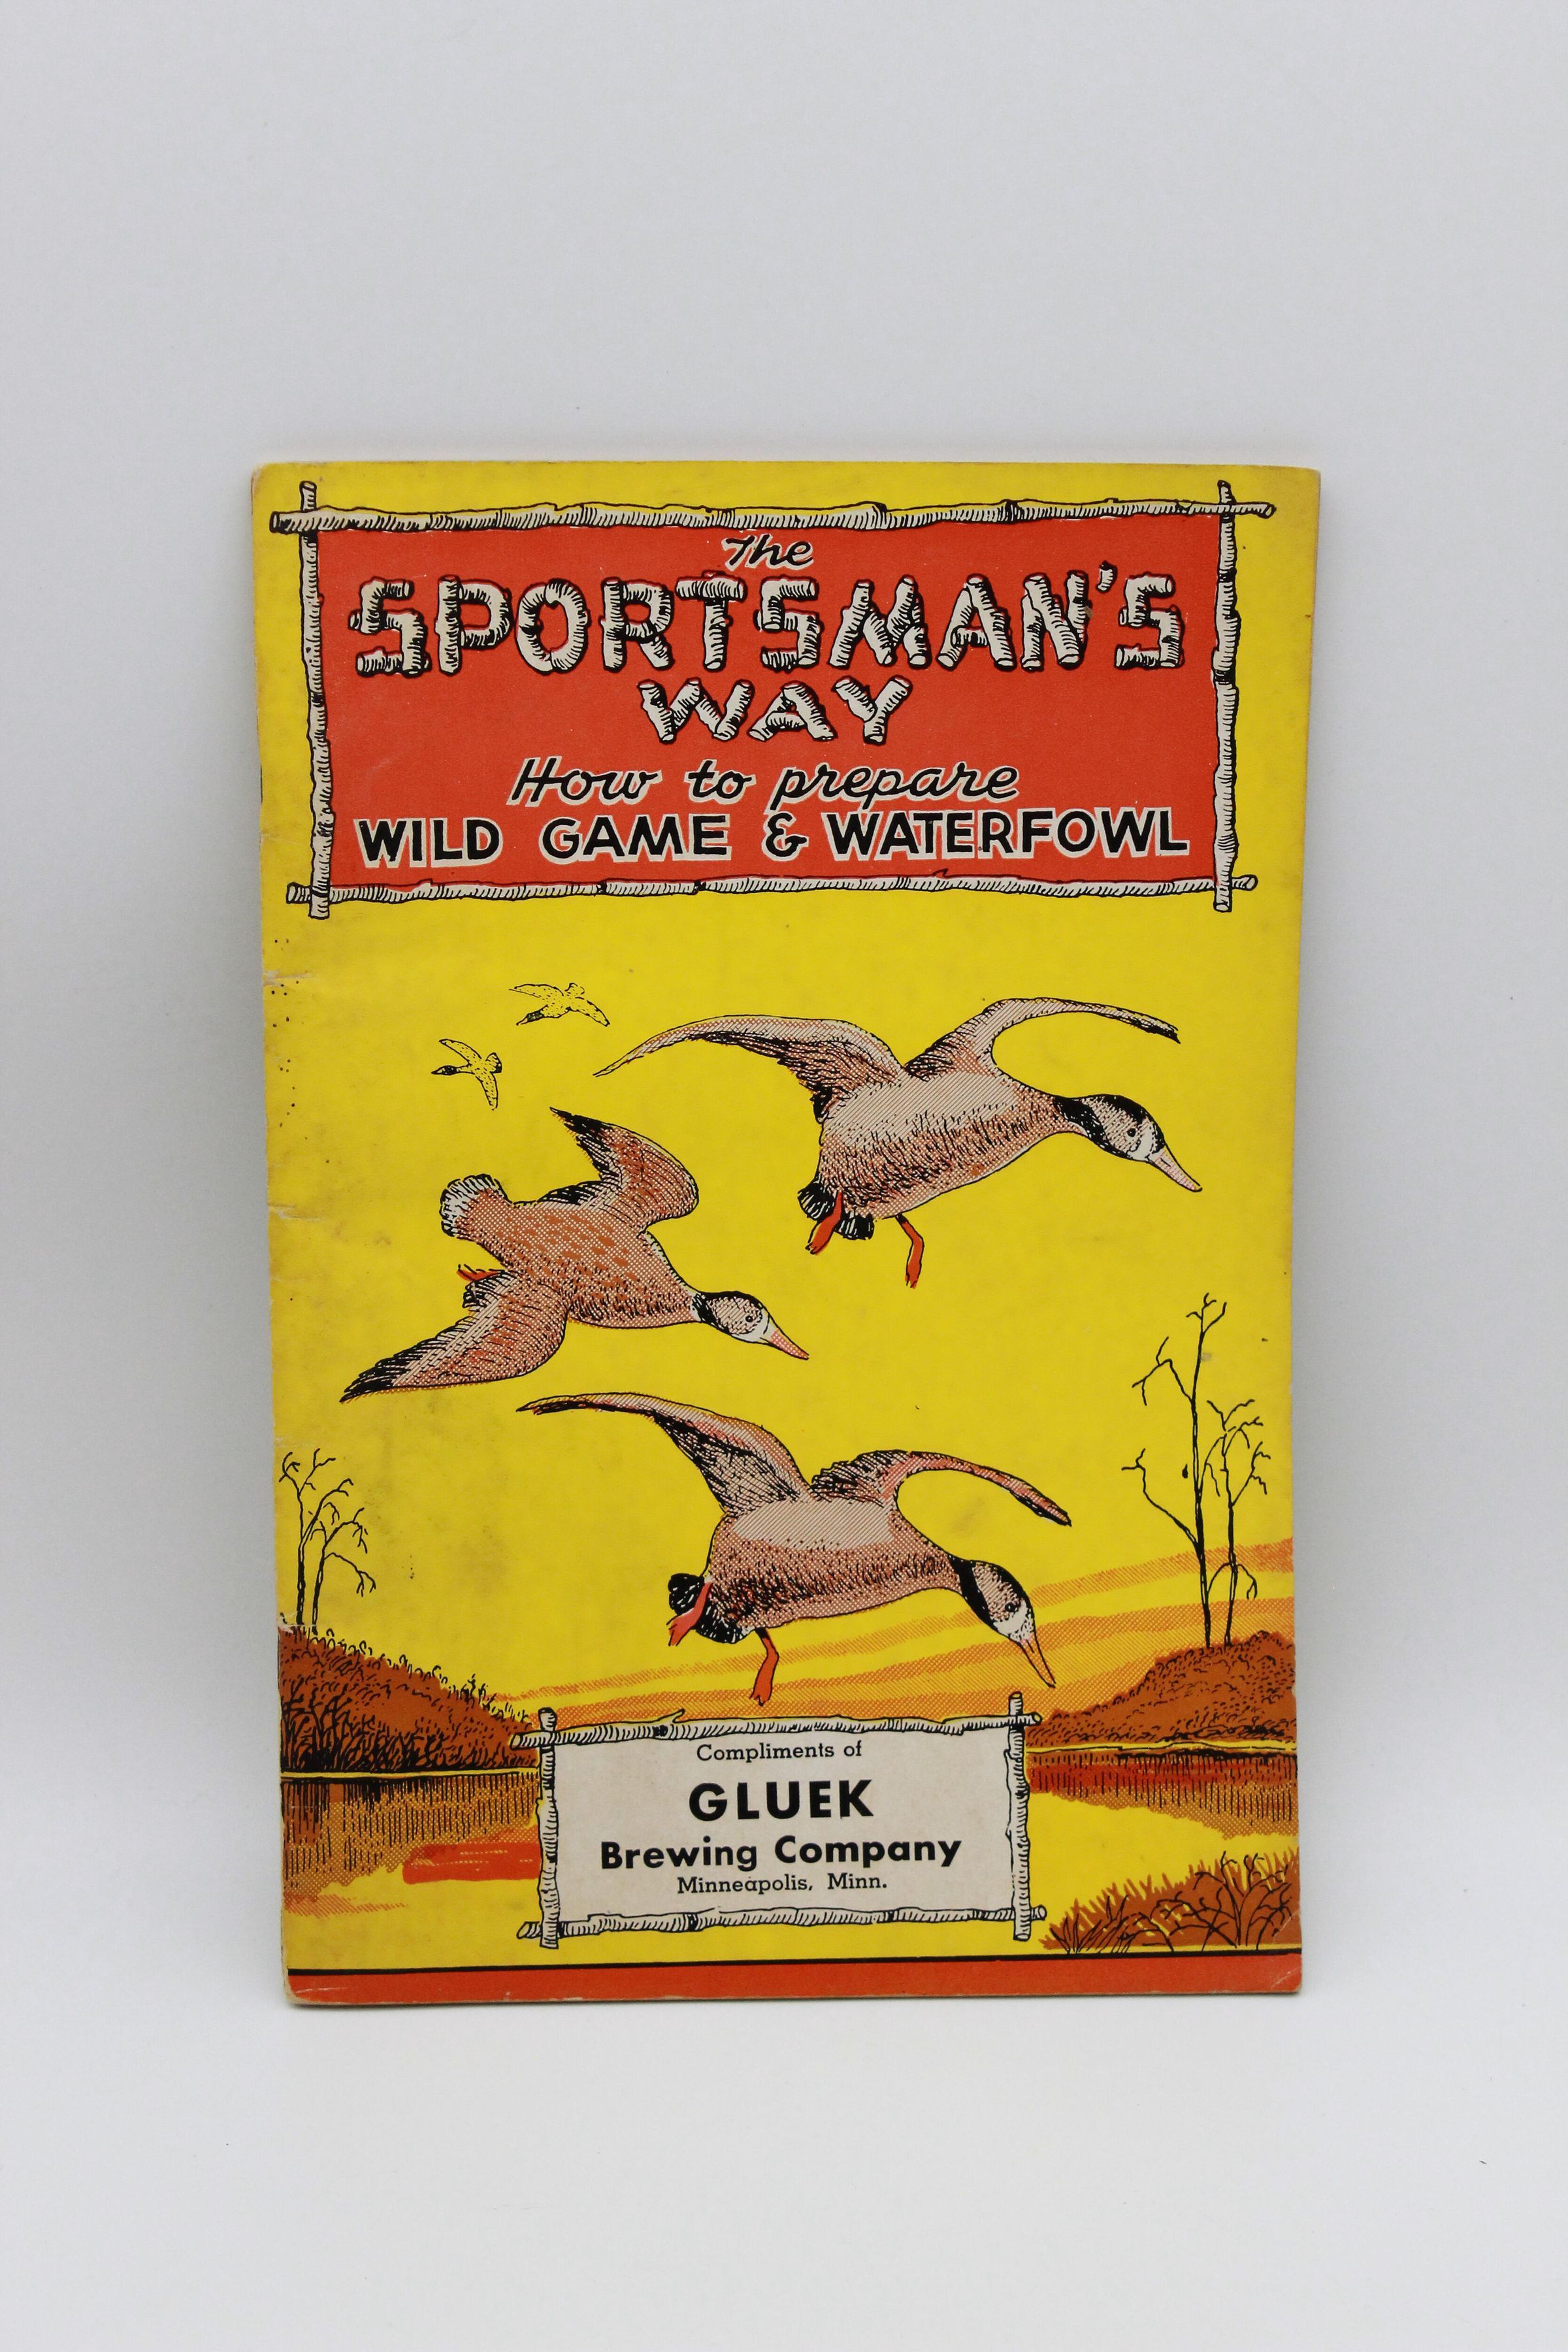 The
SPORTSMAN'S
WAY
How to prepare
WILD GAME & WATERFOWL
Compliments of
GLUEK
Brewing Company
Minneapolis, Minn.